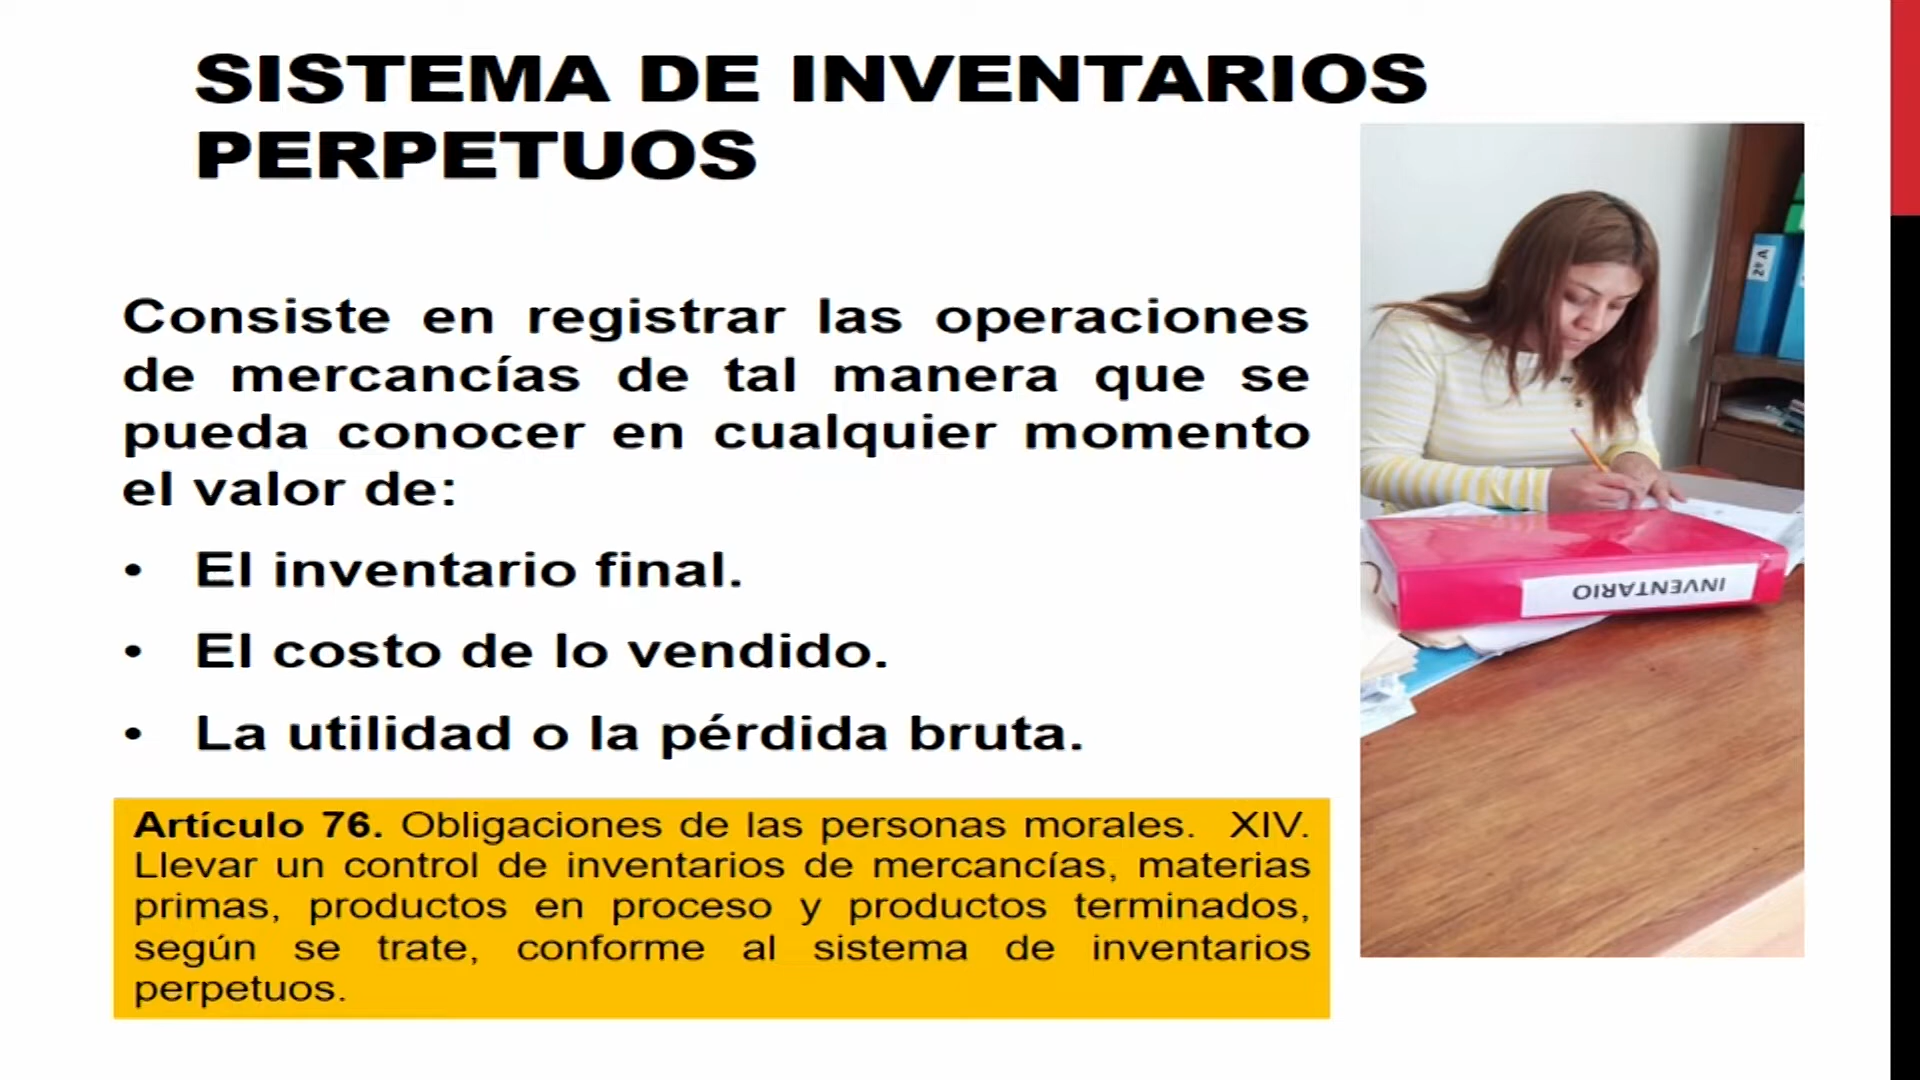 SISTEMA DE INVENTARIOS
PERPETUOS
Consiste en registrar las operaciones
de mercancías de tal manera que se
pueda conocer en cualquier momento
el valor de:
• El inventario final.
• El costo de lo vendido.
• La utilidad o la pérdida bruta.
Artículo 76. Obligaciones de las personas morales. XIV.
Llevar un control de inventarios de mercancías, materias
primas, productos en proceso y productos terminados,
según se trate, conforme al sistema de inventarios
perpetuos.
2º A
INVENTARIO